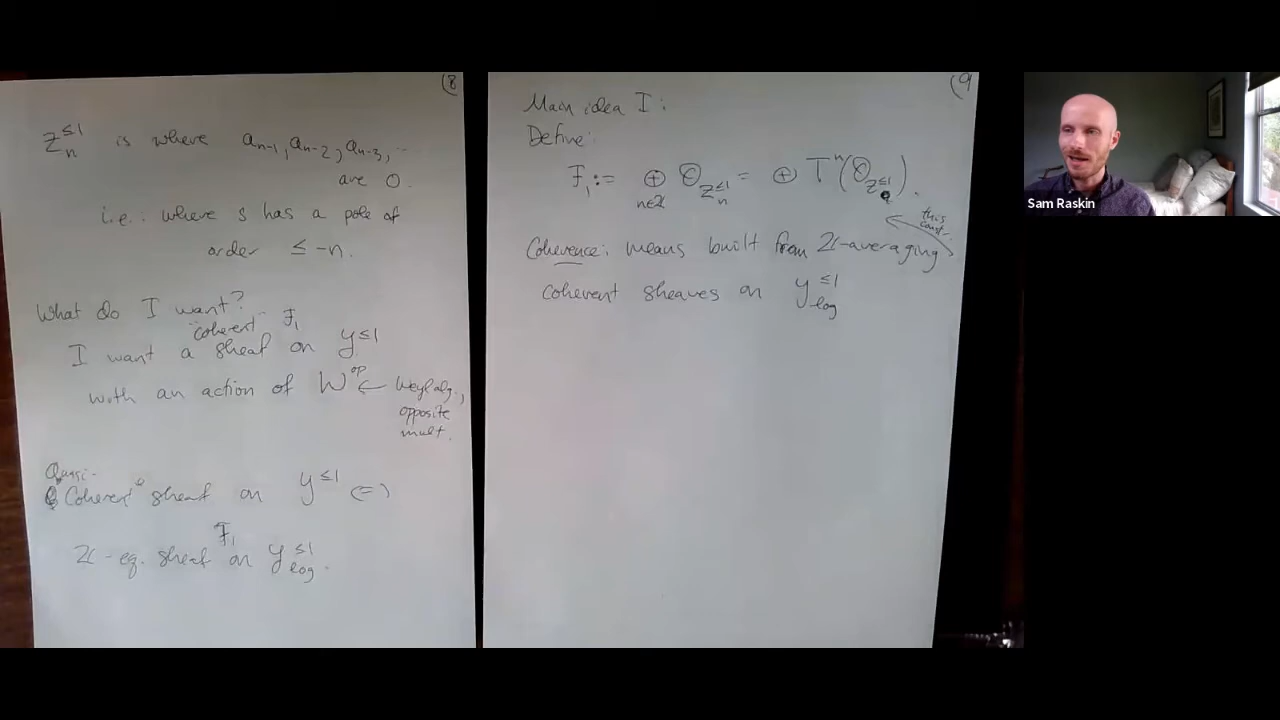 (8
Z_n^{≤1} is where a_{n-1}, a_{n-2}, a_{n-3}, ...
are 0.
i.e.: where s has a pole of
order ≤ -n.
What do I want?
"coherent" F_1
I want a sheaf on y^{≤1}
with an action of W^{op} ← Weyl alg.,
opposite
mult.
Quasi-
"Coherent" sheaf on y^{≤1} (=)
F_1
Z-eq. sheaf on y_{log}^{≤1}.
(9
Main idea I:
Define:
F_1 := ⊕_{n∈Z} O_{Z_n^{≤1}} = ⊕ T^n(O_{Z^{≤1}}).
this
const.
Coherence: means built from Z-averaging
coherent sheaves on y_{log}^{≤1}
Sam Raskin